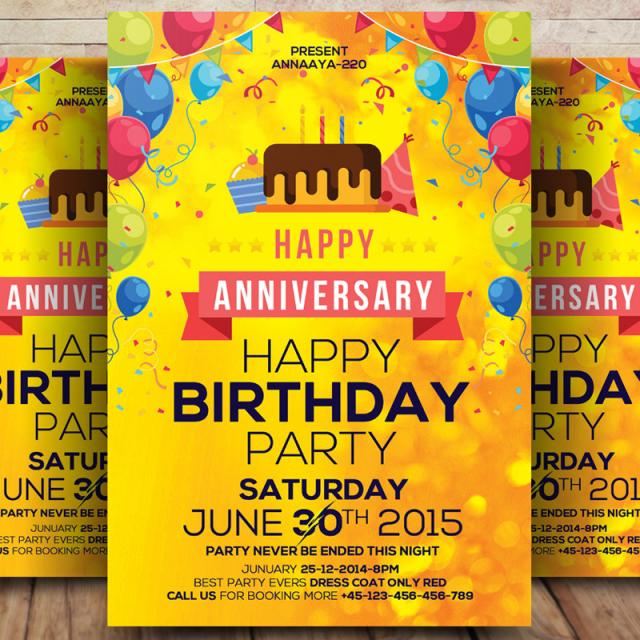 PRESENT
ANNAAYA-220
HAPPY
ANNIVERSARY
HAPPY
BIRTHDAY
PARTY
SATURDAY
JUNE 30TH 2015
PARTY NEVER BE ENDED THIS NIGHT
JUNUARY 25-12-2014-8PM
BEST PARTY EVERS DRESS COAT ONLY RED
CALL US FOR BOOKING MORE +45-123-456-456-789